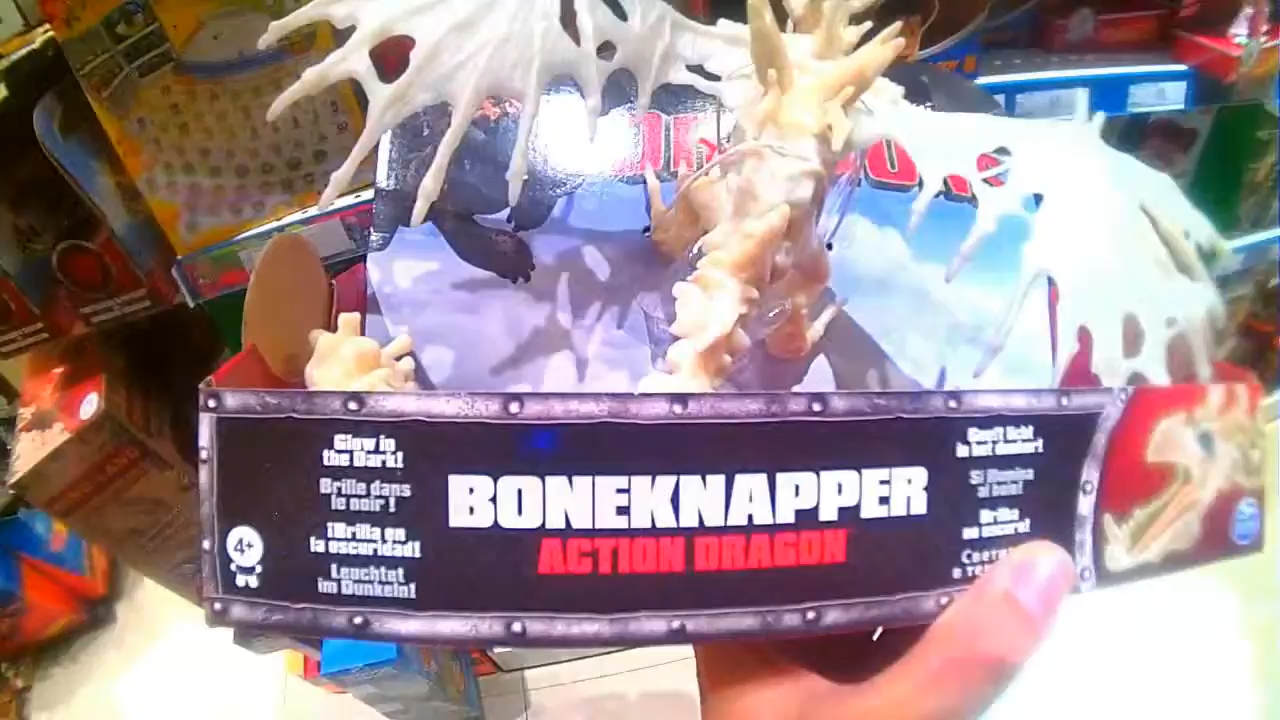 Glow in
the Dark!
Brille dans
le noir !
¡Brilla en
la oscuridad!
Leuchtet
im Dunkeln!
4+
BONEKNAPPER
ACTION DRAGON
Geeft licht
in het donker!
Si illumina
al buio!
Brilha
no escuro!